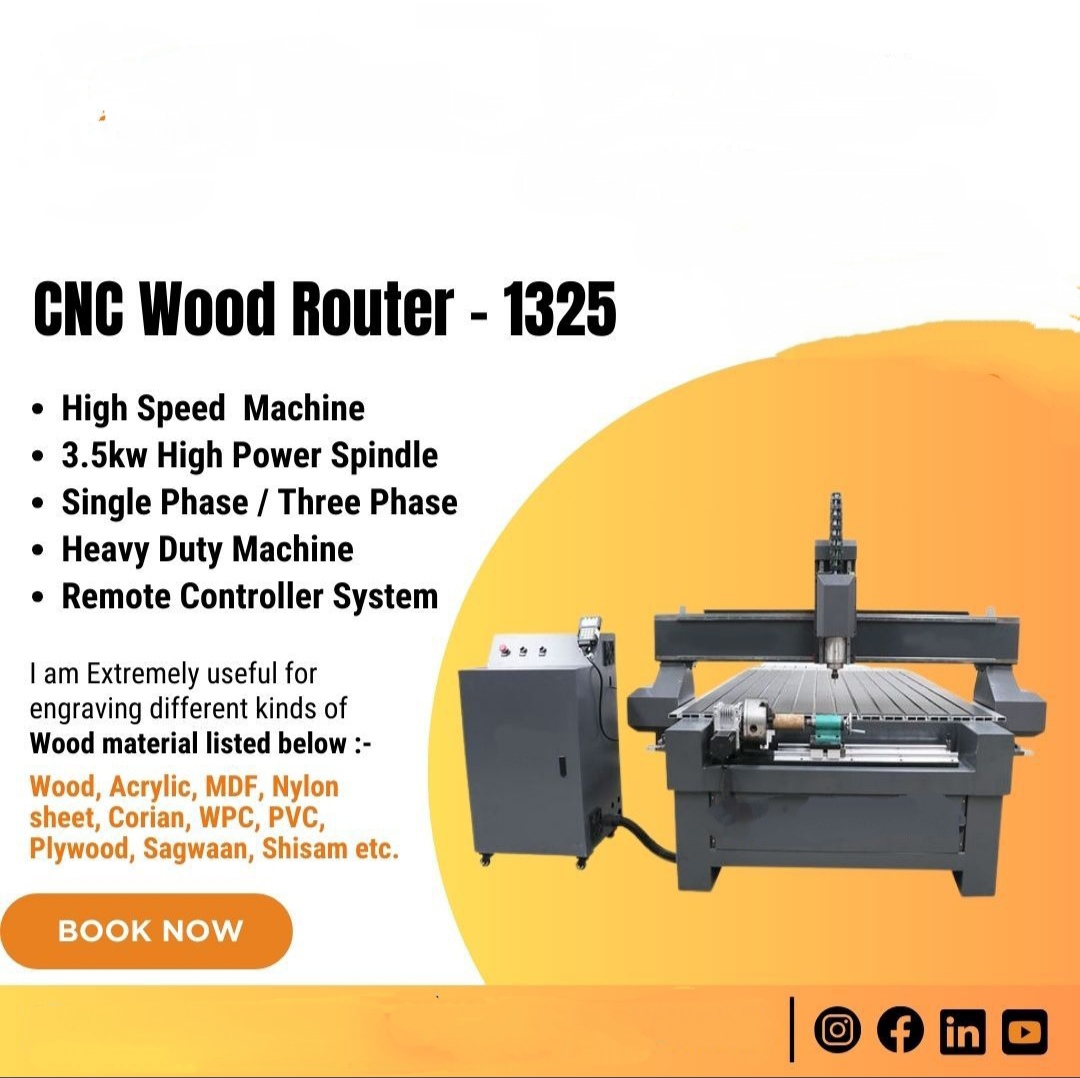 CNC Wood Router - 1325
• High Speed Machine
• 3.5kw High Power Spindle
• Single Phase / Three Phase
• Heavy Duty Machine
• Remote Controller System
I am Extremely useful for
engraving different kinds of
Wood material listed below :-
Wood, Acrylic, MDF, Nylon
sheet, Corian, WPC, PVC,
Plywood, Sagwaan, Shisam etc.
BOOK NOW